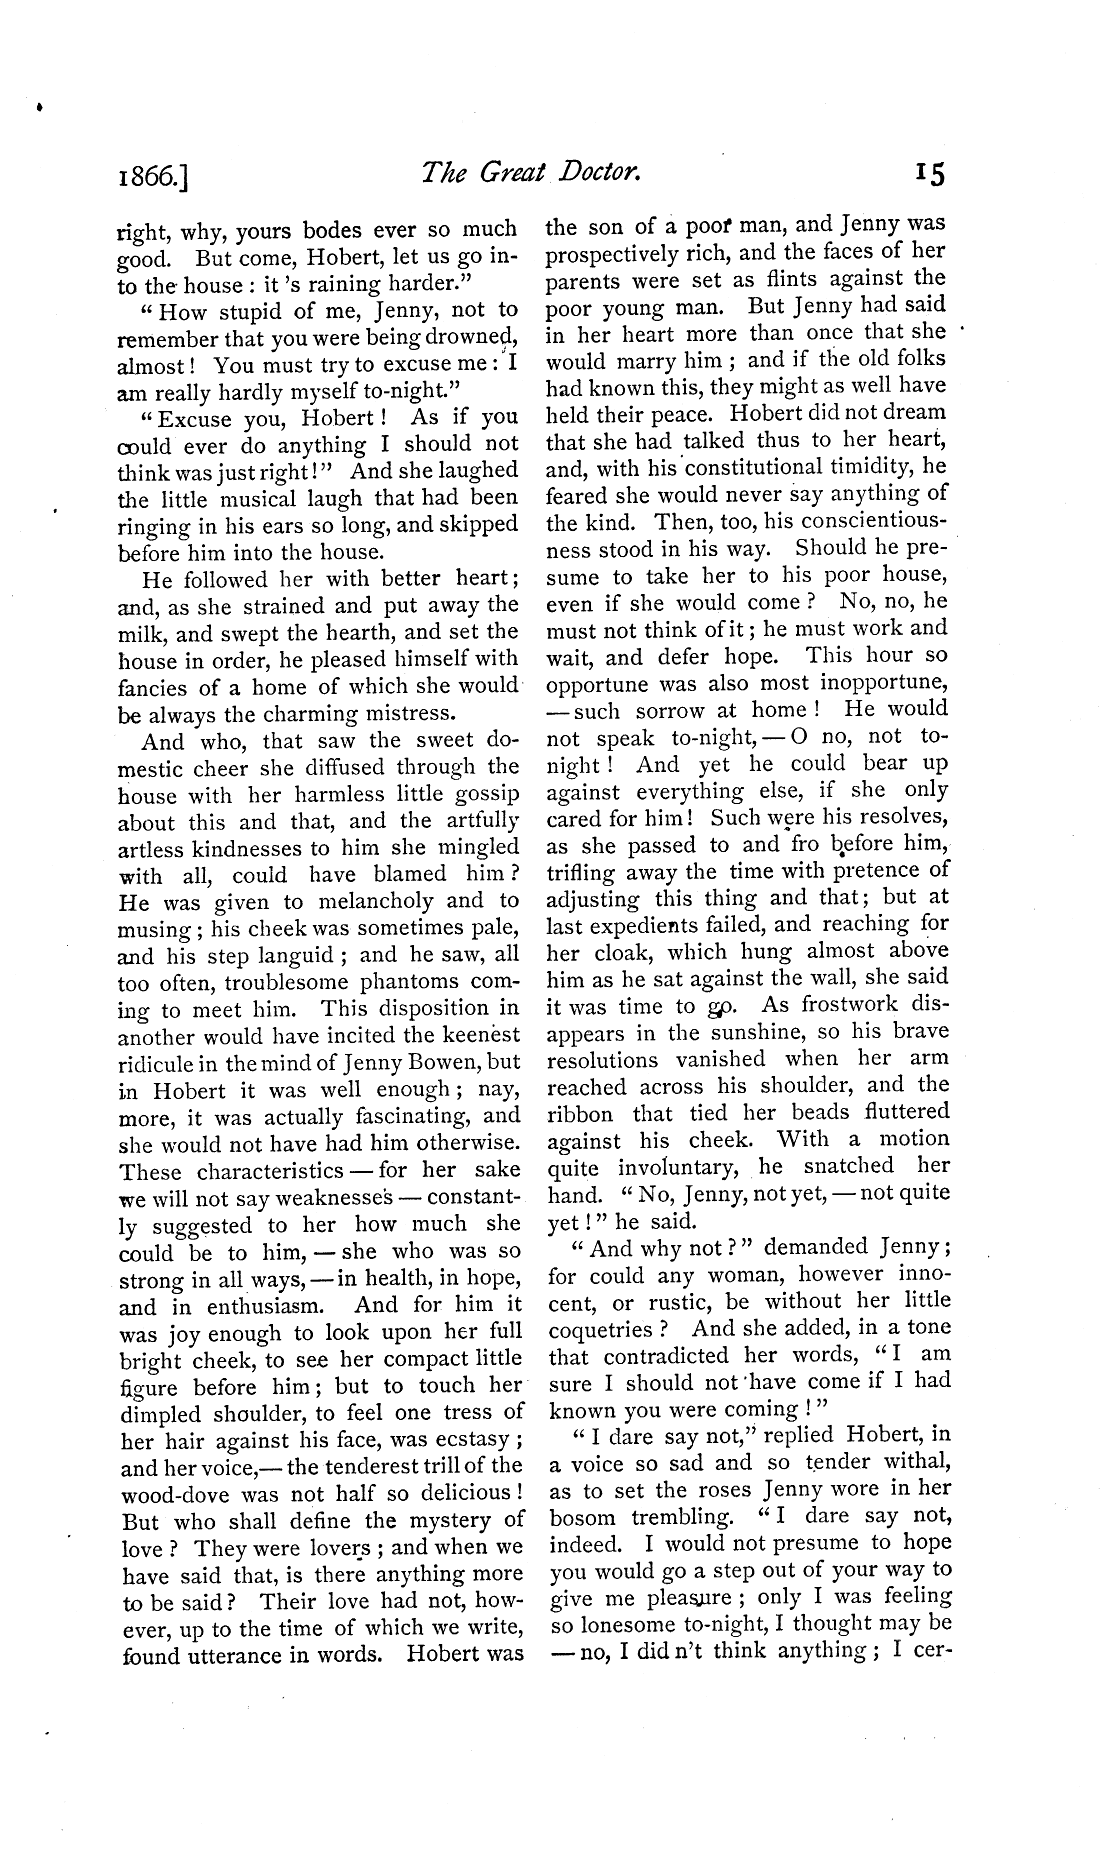 1866.] The Great Doctor. 15
right, why, yours bodes ever so much
good. But come, Hobert, let us go in-
to the house : it 's raining harder.”
“ How stupid of me, Jenny, not to
remember that you were being drowned,
almost ! You must try to excuse me : I
am really hardly myself to-night.”
“ Excuse you, Hobert ! As if you
could ever do anything I should not
think was just right !” And she laughed
the little musical laugh that had been
ringing in his ears so long, and skipped
before him into the house.
He followed her with better heart ;
and, as she strained and put away the
milk, and swept the hearth, and set the
house in order, he pleased himself with
fancies of a home of which she would
be always the charming mistress.
And who, that saw the sweet do-
mestic cheer she diffused through the
house with her harmless little gossip
about this and that, and the artfully
artless kindnesses to him she mingled
with all, could have blamed him ?
He was given to melancholy and to
musing ; his cheek was sometimes pale,
and his step languid ; and he saw, all
too often, troublesome phantoms com-
ing to meet him. This disposition in
another would have incited the keenest
ridicule in the mind of Jenny Bowen, but
in Hobert it was well enough ; nay,
more, it was actually fascinating, and
she would not have had him otherwise.
These characteristics — for her sake
we will not say weaknesses — constant-
ly suggested to her how much she
could be to him, — she who was so
strong in all ways, — in health, in hope,
and in enthusiasm. And for him it
was joy enough to look upon her full
bright cheek, to see her compact little
figure before him ; but to touch her
dimpled shoulder, to feel one tress of
her hair against his face, was ecstasy ;
and her voice, — the tenderest trill of the
wood-dove was not half so delicious !
But who shall define the mystery of
love ? They were lovers ; and when we
have said that, is there anything more
to be said ? Their love had not, how-
ever, up to the time of which we write,
found utterance in words. Hobert was
the son of a poor man, and Jenny was
prospectively rich, and the faces of her
parents were set as flints against the
poor young man. But Jenny had said
in her heart more than once that she
would marry him ; and if the old folks
had known this, they might as well have
held their peace. Hobert did not dream
that she had talked thus to her heart,
and, with his constitutional timidity, he
feared she would never say anything of
the kind. Then, too, his conscientious-
ness stood in his way. Should he pre-
sume to take her to his poor house,
even if she would come ? No, no, he
must not think of it ; he must work and
wait, and defer hope. This hour so
opportune was also most inopportune,
— such sorrow at home ! He would
not speak to-night, — O no, not to-
night ! And yet he could bear up
against everything else, if she only
cared for him ! Such were his resolves,
as she passed to and fro before him,
trifling away the time with pretence of
adjusting this thing and that ; but at
last expedients failed, and reaching for
her cloak, which hung almost above
him as he sat against the wall, she said
it was time to go. As frostwork dis-
appears in the sunshine, so his brave
resolutions vanished when her arm
reached across his shoulder, and the
ribbon that tied her beads fluttered
against his cheek. With a motion
quite involuntary, he snatched her
hand. “ No, Jenny, not yet, — not quite
yet ! ” he said.
“ And why not ? ” demanded Jenny ;
for could any woman, however inno-
cent, or rustic, be without her little
coquetries ? And she added, in a tone
that contradicted her words, “ I am
sure I should not have come if I had
known you were coming ! ”
“ I dare say not,” replied Hobert, in
a voice so sad and so tender withal,
as to set the roses Jenny wore in her
bosom trembling. “ I dare say not,
indeed. I would not presume to hope
you would go a step out of your way to
give me pleasure ; only I was feeling
so lonesome to-night, I thought may be
— no, I did n't think anything ; I cer-